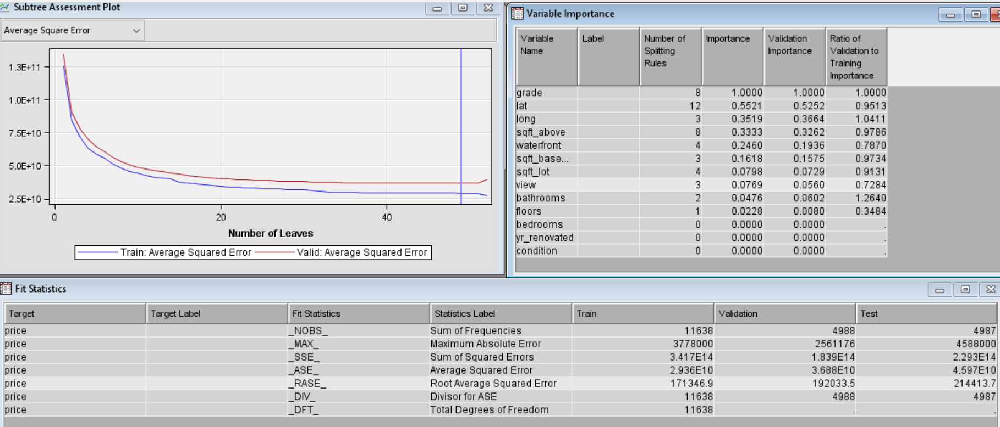 Subtree Assessment Plot
Average Square Error
1.3E+11
1.0E+11
7.5E+10
5.0E+10
2.5E+10
0 20 40
Number of Leaves
Train: Average Squared Error Valid: Average Squared Error
Variable Importance
Variable Name Label Number of Splitting Rules Importance Validation Importance Ratio of Validation to Training Importance
grade 8 1.0000 1.0000 1.0000
lat 12 0.5521 0.5252 0.9513
long 3 0.3519 0.3664 1.0411
sqft_above 8 0.3333 0.3262 0.9786
waterfront 4 0.2460 0.1936 0.7870
sqft_base... 3 0.1618 0.1575 0.9734
sqft_lot 4 0.0798 0.0729 0.9131
view 3 0.0769 0.0560 0.7284
bathrooms 2 0.0476 0.0602 1.2640
floors 1 0.0228 0.0080 0.3484
bedrooms 0 0.0000 0.0000 .
yr_renovated 0 0.0000 0.0000 .
condition 0 0.0000 0.0000 .
Fit Statistics
Target Target Label Fit Statistics Statistics Label Train Validation Test
price _NOBS_ Sum of Frequencies 11638 4988 4987
price _MAX_ Maximum Absolute Error 3778000 2561176 4588000
price _SSE_ Sum of Squared Errors 3.417E14 1.839E14 2.293E14
price _ASE_ Average Squared Error 2.936E10 3.688E10 4.597E10
price _RASE_ Root Average Squared Error 171346.9 192033.5 214413.7
price _DIV_ Divisor for ASE 11638 4988 4987
price _DFT_ Total Degrees of Freedom 11638 . .